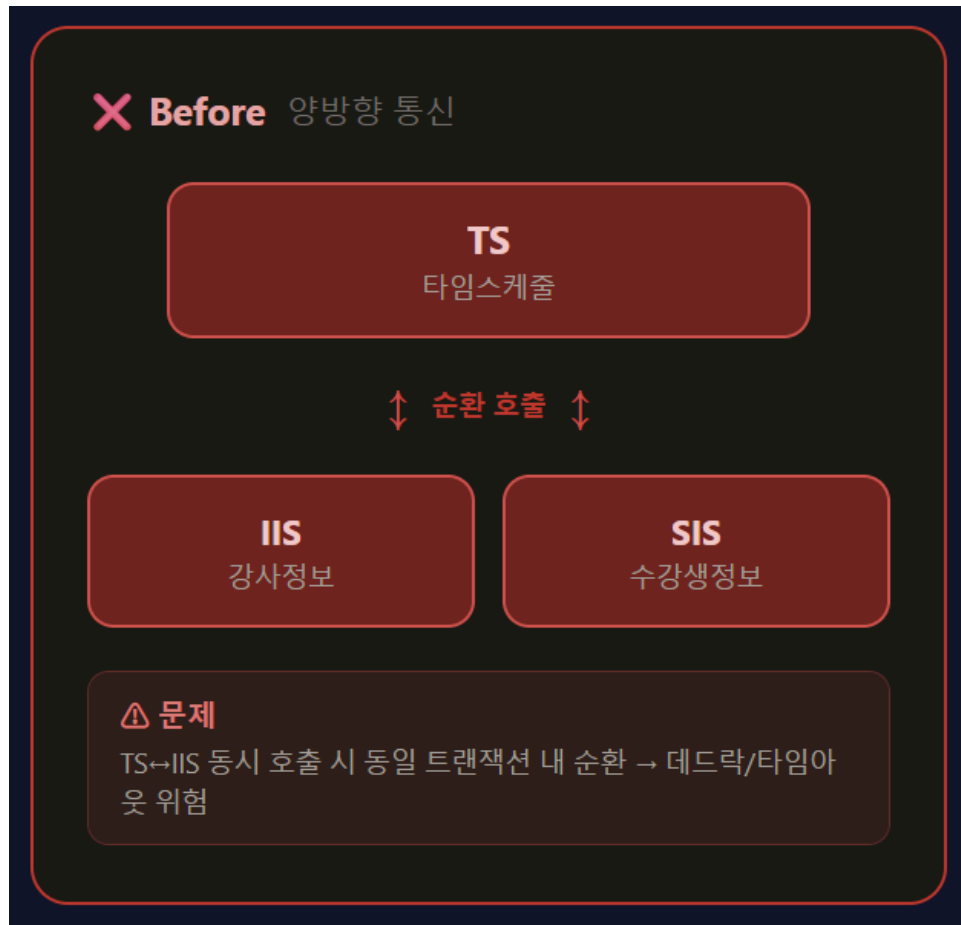 ❌ Before 양방향 통신
TS
타임스케줄
↕ 순환 호출 ↕
IIS
강사정보
SIS
수강생정보
⚠ 문제
TS↔IIS 동시 호출 시 동일 트랜잭션 내 순환 → 데드락/타임아
웃 위험